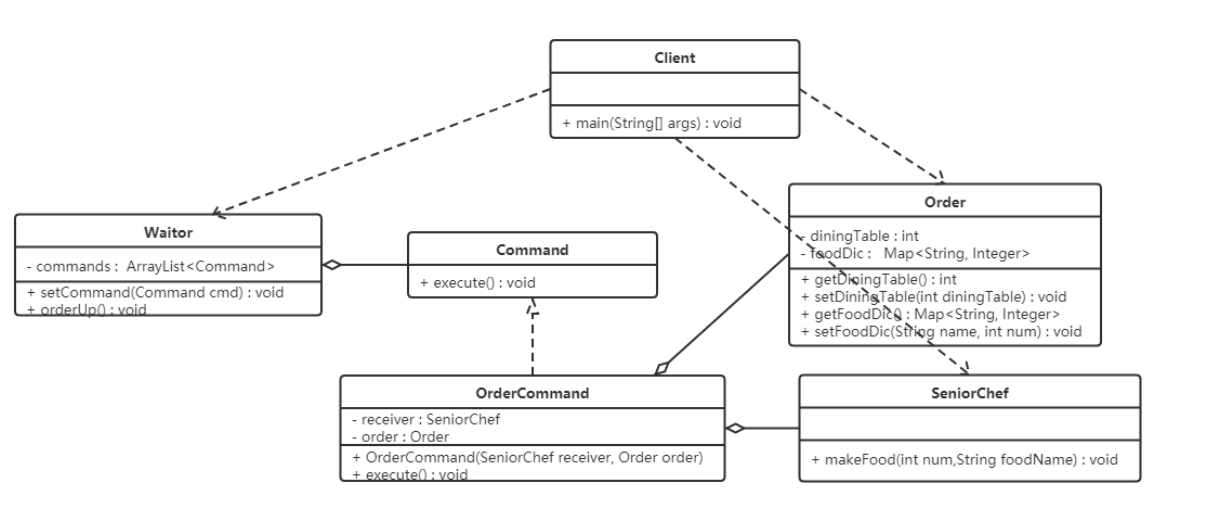 Client
+ main(String[] args) : void
Waitor
- commands : ArrayList<Command>
+ setCommand(Command cmd) : void
+ orderUp() : void
Command
+ execute() : void
Order
- diningTable : int
- foodDic : Map<String, Integer>
+ getDiningTable() : int
+ setDiningTable(int diningTable) : void
+ getFoodDic() : Map<String, Integer>
+ setFoodDic(String name, int num) : void
OrderCommand
- receiver : SeniorChef
- order : Order
+ OrderCommand(SeniorChef receiver, Order order)
+ execute() : void
SeniorChef
+ makeFood(int num,String foodName) : void